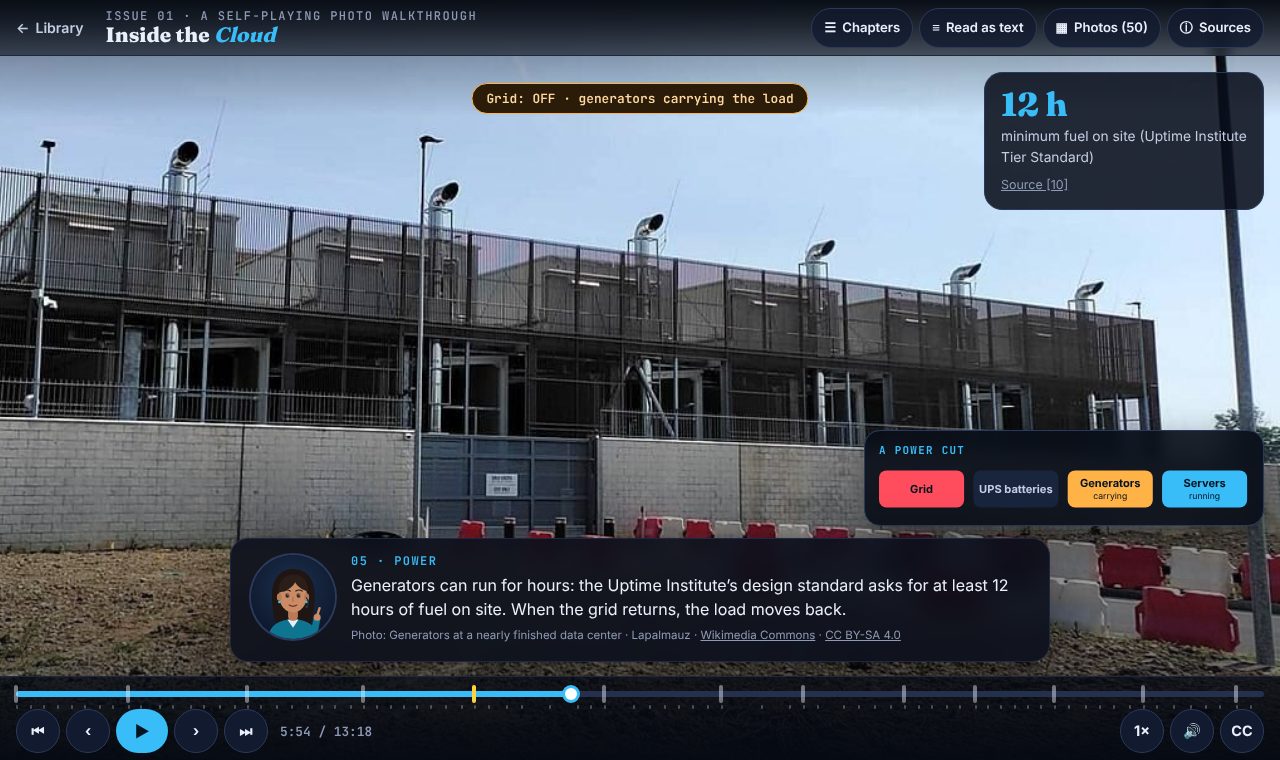 ← Library
ISSUE 01 · A SELF-PLAYING PHOTO WALKTHROUGH
Inside the Cloud
☰ Chapters
≡ Read as text
▦ Photos (50)
ⓘ Sources
Grid: OFF · generators carrying the load
12 h
minimum fuel on site (Uptime Institute
Tier Standard)
Source [10]
A POWER CUT
Grid
UPS batteries
Generators
carrying
Servers
running
05 · POWER
Generators can run for hours: the Uptime Institute’s design standard asks for at least 12
hours of fuel on site. When the grid returns, the load moves back.
Photo: Generators at a nearly finished data center · Lapalmauz · Wikimedia Commons · CC BY-SA 4.0
5:54 / 13:18
1×
CC